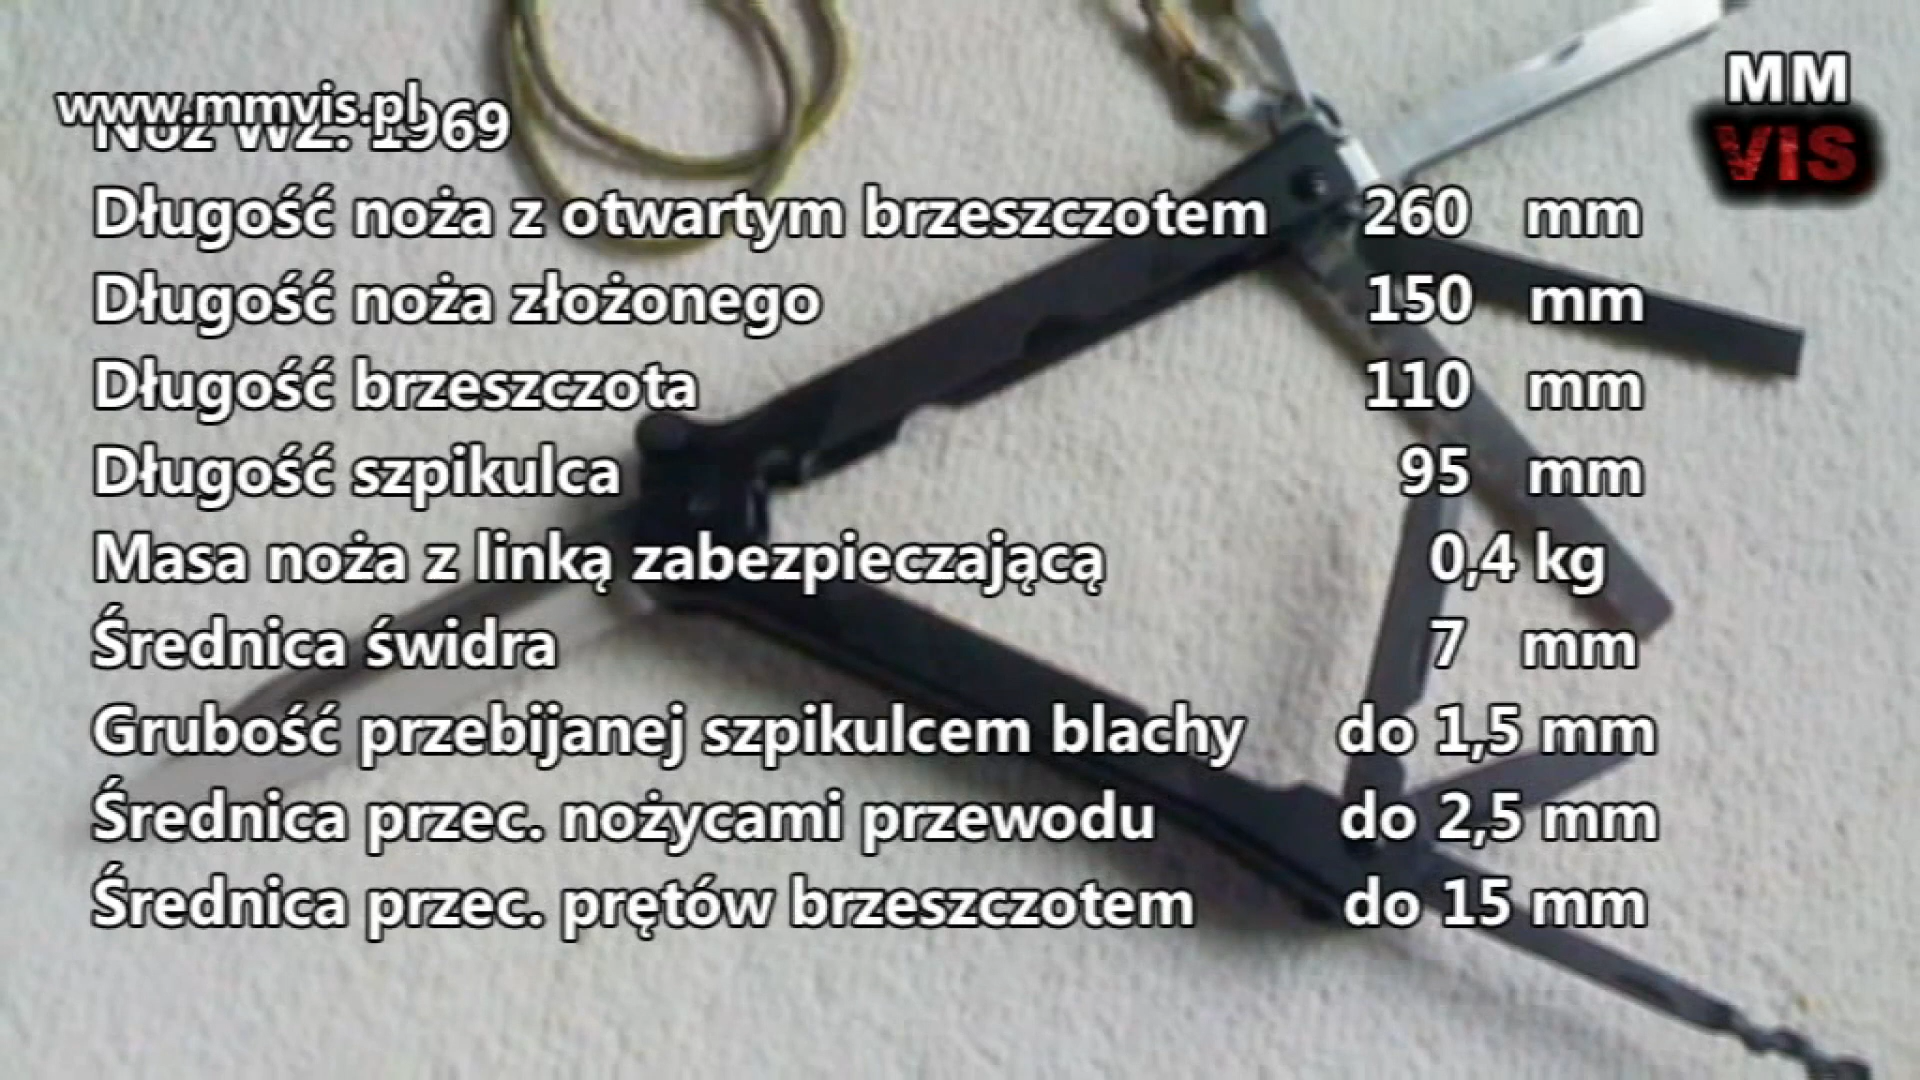 www.mmvis.pl
MM
VIS
Nóż WZ. 1969
Długość noża z otwartym brzeszczotem 260 mm
Długość noża złożonego 150 mm
Długość brzeszczota 110 mm
Długość szpikulca 95 mm
Masa noża z linką zabezpieczającą 0,4 kg
Średnica świdra 7 mm
Grubość przebijanej szpikulcem blachy do 1,5 mm
Średnica przec. nożycami przewodu do 2,5 mm
Średnica przec. prętów brzeszczotem do 15 mm